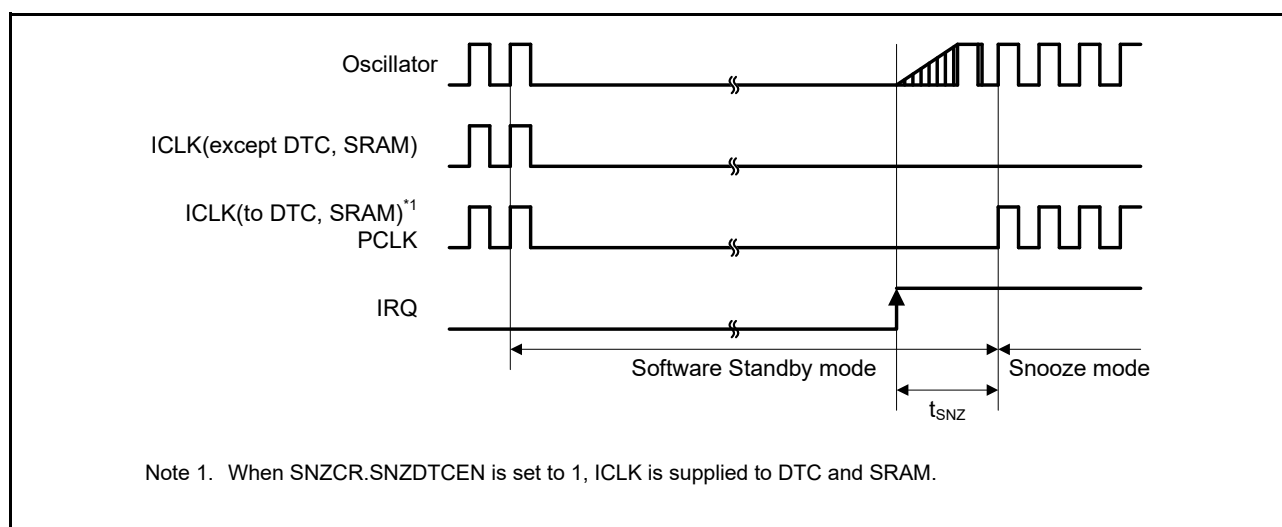 Oscillator
ICLK(except DTC, SRAM)
ICLK(to DTC, SRAM)*1
PCLK
IRQ
Software Standby mode
Snooze mode
tSNZ
Note 1. When SNZCR.SNZDTCEN is set to 1, ICLK is supplied to DTC and SRAM.